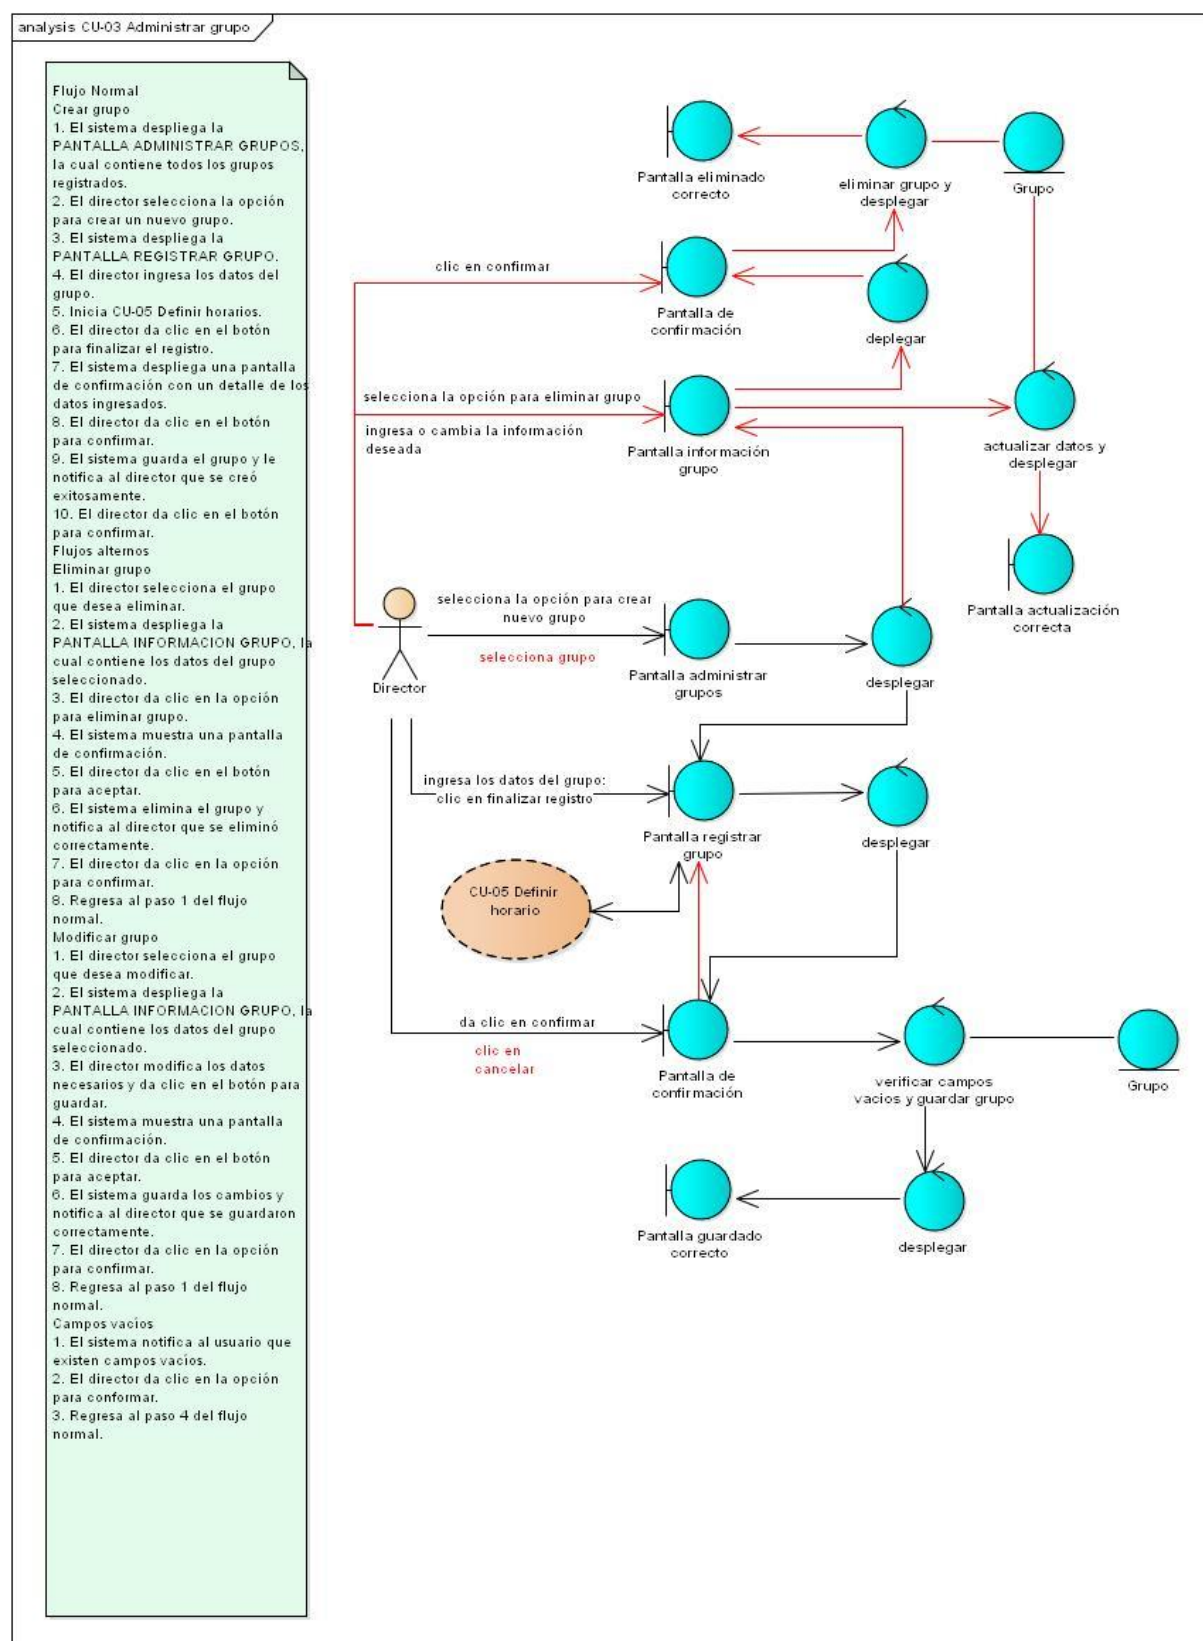 analysis CU-03 Administrar grupo
Flujo Normal
Crear grupo
1. El sistema despliega la
PANTALLA ADMINISTRAR GRUPOS,
la cual contiene todos los grupos
registrados.
2. El director selecciona la opción
para crear un nuevo grupo.
3. El sistema despliega la
PANTALLA REGISTRAR GRUPO.
4. El director ingresa los datos del
grupo.
5. Inicia CU-05 Definir horarios.
6. El director da clic en el botón
para finalizar el registro.
7. El sistema despliega una pantalla
de confirmación con un detalle de los
datos ingresados.
8. El director da clic en el botón
para confirmar.
9. El sistema guarda el grupo y le
notifica al director que se creó
exitosamente.
10. El director da clic en el botón
para confirmar.
Flujos alternos
Eliminar grupo
1. El director selecciona el grupo
que desea eliminar.
2. El sistema despliega la
PANTALLA INFORMACION GRUPO, la
cual contiene los datos del grupo
seleccionado.
3. El director da clic en la opción
para eliminar grupo.
4. El sistema muestra una pantalla
de confirmación.
5. El director da clic en el botón
para aceptar.
6. El sistema elimina el grupo y
notifica al director que se eliminó
correctamente.
7. El director da clic en la opción
para confirmar.
8. Regresa al paso 1 del flujo
normal.
Modificar grupo
1. El director selecciona el grupo
que desea modificar.
2. El sistema despliega la
PANTALLA INFORMACION GRUPO, la
cual contiene los datos del grupo
seleccionado.
3. El director modifica los datos
necesarios y da clic en el botón para
guardar.
4. El sistema muestra una pantalla
de confirmación.
5. El director da clic en el botón
para aceptar.
6. El sistema guarda los cambios y
notifica al director que se guardaron
correctamente.
7. El director da clic en la opción
para confirmar.
8. Regresa al paso 1 del flujo
normal.
Campos vacíos
1. El sistema notifica al usuario que
existen campos vacíos.
2. El director da clic en la opción
para conformar.
3. Regresa al paso 4 del flujo
normal.
Pantalla eliminado
correcto
eliminar grupo y
desplegar
Grupo
clic en confirmar
Pantalla de
confirmación
deplegar
selecciona la opción para eliminar grupo
ingresa o cambia la información
deseada
Pantalla información
grupo
actualizar datos y
desplegar
Pantalla actualización
correcta
selecciona la opción para crear
nuevo grupo
selecciona grupo
Director
Pantalla administrar
grupos
desplegar
ingresa los datos del grupo:
clic en finalizar registro
Pantalla registrar
grupo
desplegar
CU-05 Definir
horario
da clic en confirmar
clic en
cancelar
Pantalla de
confirmación
verificar campos
vacios y guardar grupo
Grupo
Pantalla guardado
correcto
desplegar